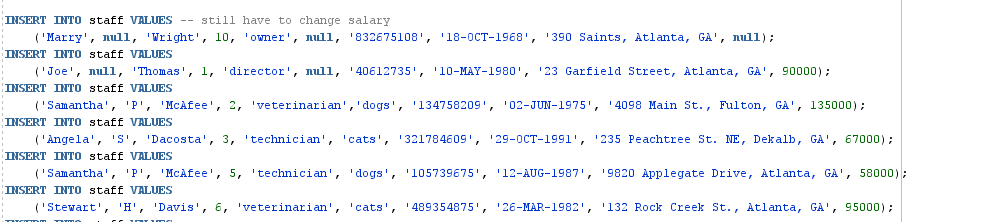 INSERT INTO staff VALUES -- still have to change salary
('Marry', null, 'Wright', 10, 'owner', null, '832675108', '18-OCT-1968', '390 Saints, Atlanta, GA', null);
INSERT INTO staff VALUES
('Joe', null, 'Thomas', 1, 'director', null, '40612735', '10-MAY-1980', '23 Garfield Street, Atlanta, GA', 90000);
INSERT INTO staff VALUES
('Samantha', 'P', 'McAfee', 2, 'veterinarian','dogs', '134758209', '02-JUN-1975', '4098 Main St., Fulton, GA', 135000);
INSERT INTO staff VALUES
('Angela', 'S', 'Dacosta', 3, 'technician', 'cats', '321784609', '29-OCT-1991', '235 Peachtree St. NE, Dekalb, GA', 67000);
INSERT INTO staff VALUES
('Samantha', 'P', 'McAfee', 5, 'technician', 'dogs', '105739675', '12-AUG-1987', '9820 Applegate Drive, Atlanta, GA', 58000);
INSERT INTO staff VALUES
('Stewart', 'H', 'Davis', 6, 'veterinarian', 'cats', '489354875', '26-MAR-1982', '132 Rock Creek St., Atlanta, GA', 95000);
INSERT INTO staff VALUES